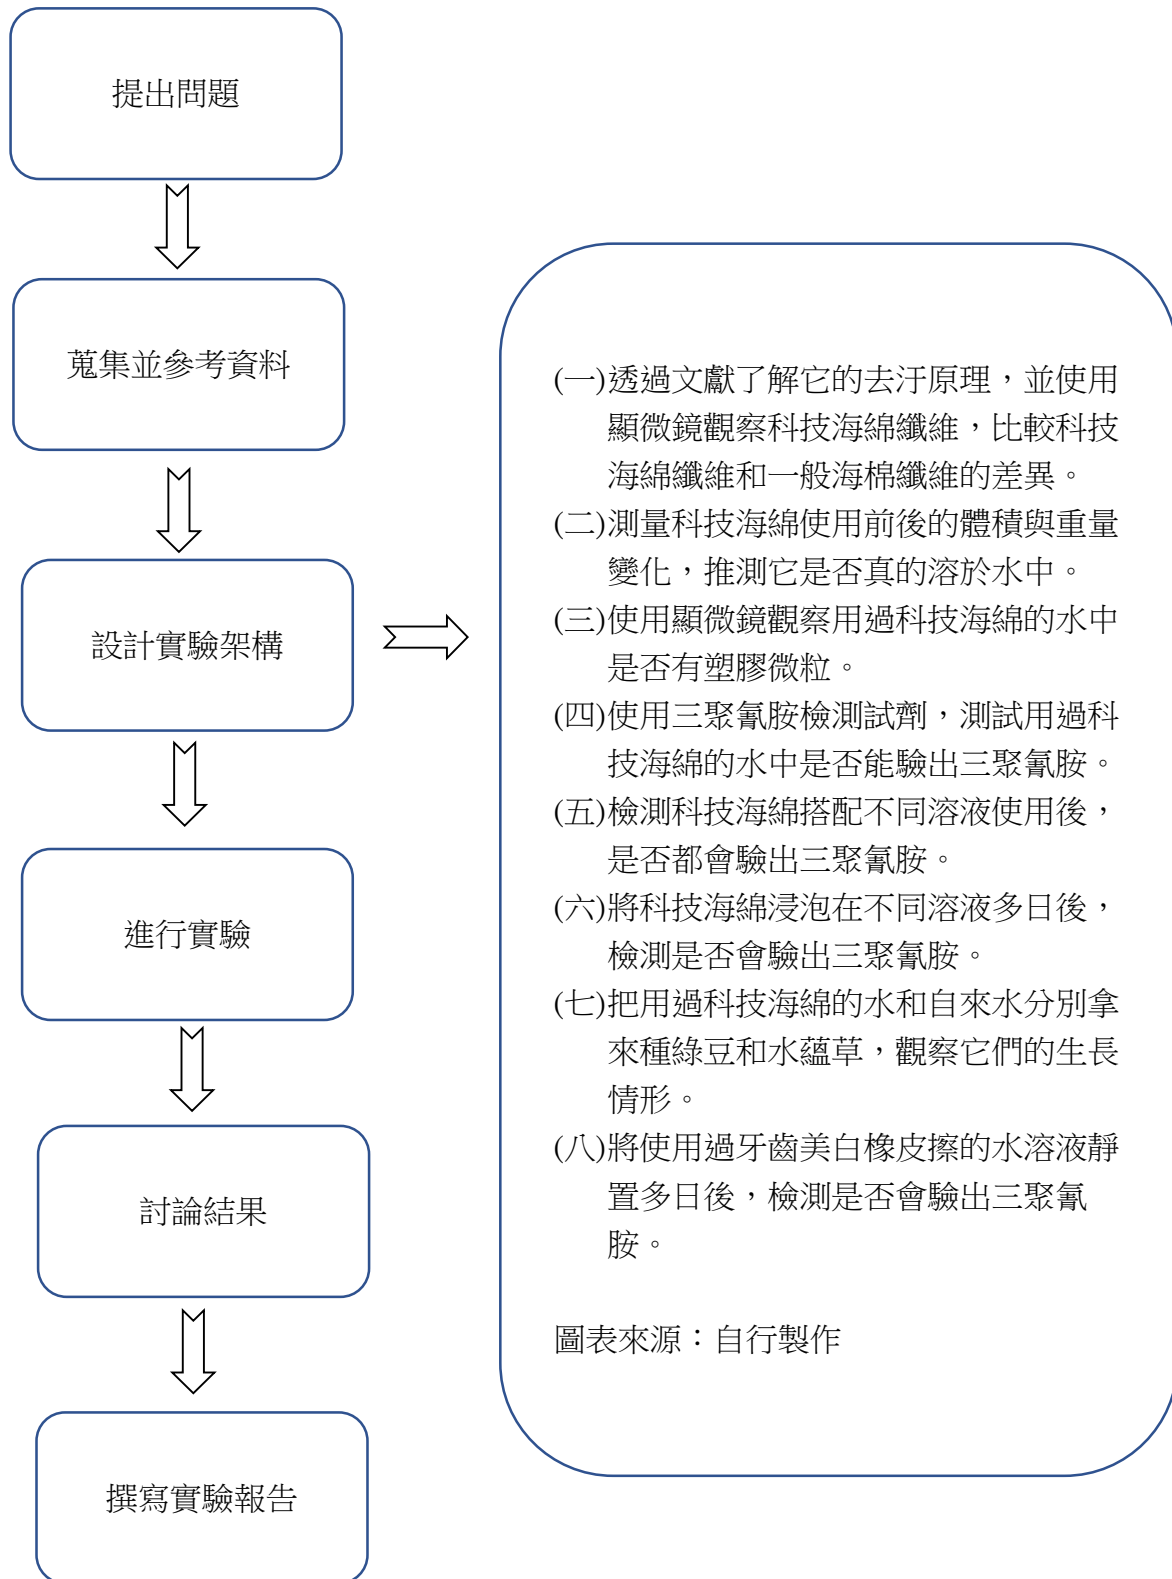 提出問題
蒐集並參考資料
設計實驗架構
進行實驗
討論結果
撰寫實驗報告
(一)透過文獻了解它的去汙原理，並使用
顯微鏡觀察科技海綿纖維，比較科技
海綿纖維和一般海棉纖維的差異。
(二)測量科技海綿使用前後的體積與重量
變化，推測它是否真的溶於水中。
(三)使用顯微鏡觀察用過科技海綿的水中
是否有塑膠微粒。
(四)使用三聚氰胺檢測試劑，測試用過科
技海綿的水中是否能驗出三聚氰胺。
(五)檢測科技海綿搭配不同溶液使用後，
是否都會驗出三聚氰胺。
(六)將科技海綿浸泡在不同溶液多日後，
檢測是否會驗出三聚氰胺。
(七)把用過科技海綿的水和自來水分別拿
來種綠豆和水蘊草，觀察它們的生長
情形。
(八)將使用過牙齒美白橡皮擦的水溶液靜
置多日後，檢測是否會驗出三聚氰
胺。
圖表來源：自行製作